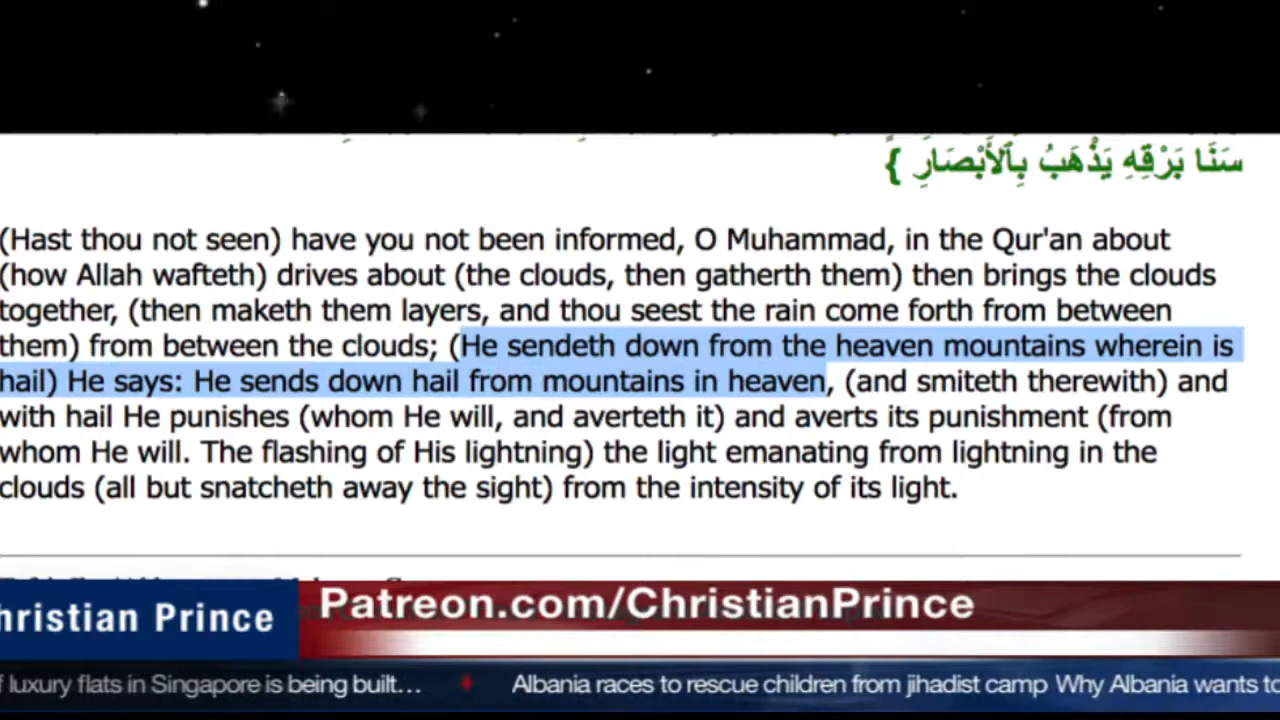 سَنَا بَرْقِهِ يَذْهَبُ بِٱلأَبْصَارِ }
(Hast thou not seen) have you not been informed, O Muhammad, in the Qur'an about
(how Allah wafteth) drives about (the clouds, then gatherth them) then brings the clouds
together, (then maketh them layers, and thou seest the rain come forth from between
them) from between the clouds; (He sendeth down from the heaven mountains wherein is
hail) He says: He sends down hail from mountains in heaven, (and smiteth therewith) and
with hail He punishes (whom He will, and averteth it) and averts its punishment (from
whom He will. The flashing of His lightning) the light emanating from lightning in the
clouds (all but snatcheth away the sight) from the intensity of its light.
hristian Prince
Patreon.com/ChristianPrince
f luxury flats in Singapore is being built… Albania races to rescue children from jihadist camp Why Albania wants to